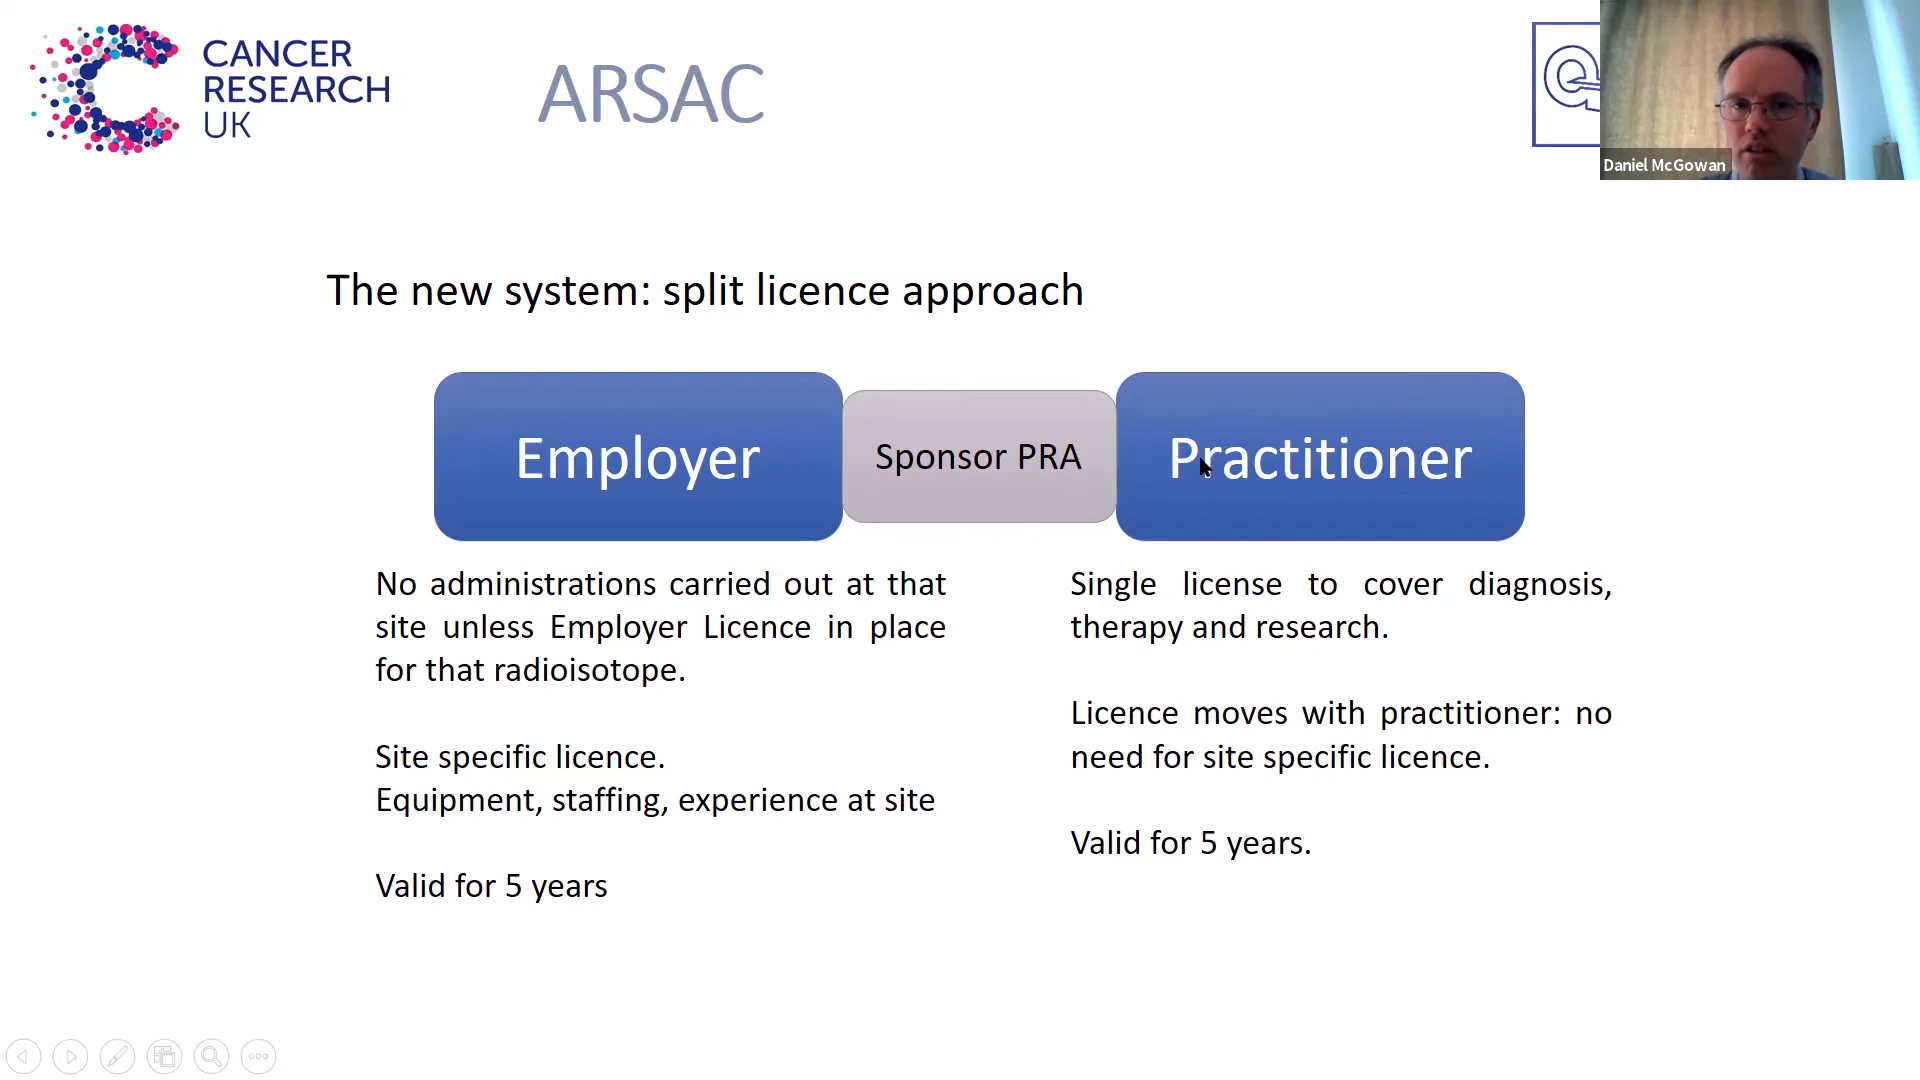 CANCER
RESEARCH
UK
ARSAC
Q
Daniel McGowan
The new system: split licence approach
Employer
Sponsor PRA
Practitioner
No administrations carried out at that
site unless Employer Licence in place
for that radioisotope.
Site specific licence.
Equipment, staffing, experience at site
Valid for 5 years
Single license to cover diagnosis,
therapy and research.
Licence moves with practitioner: no
need for site specific licence.
Valid for 5 years.